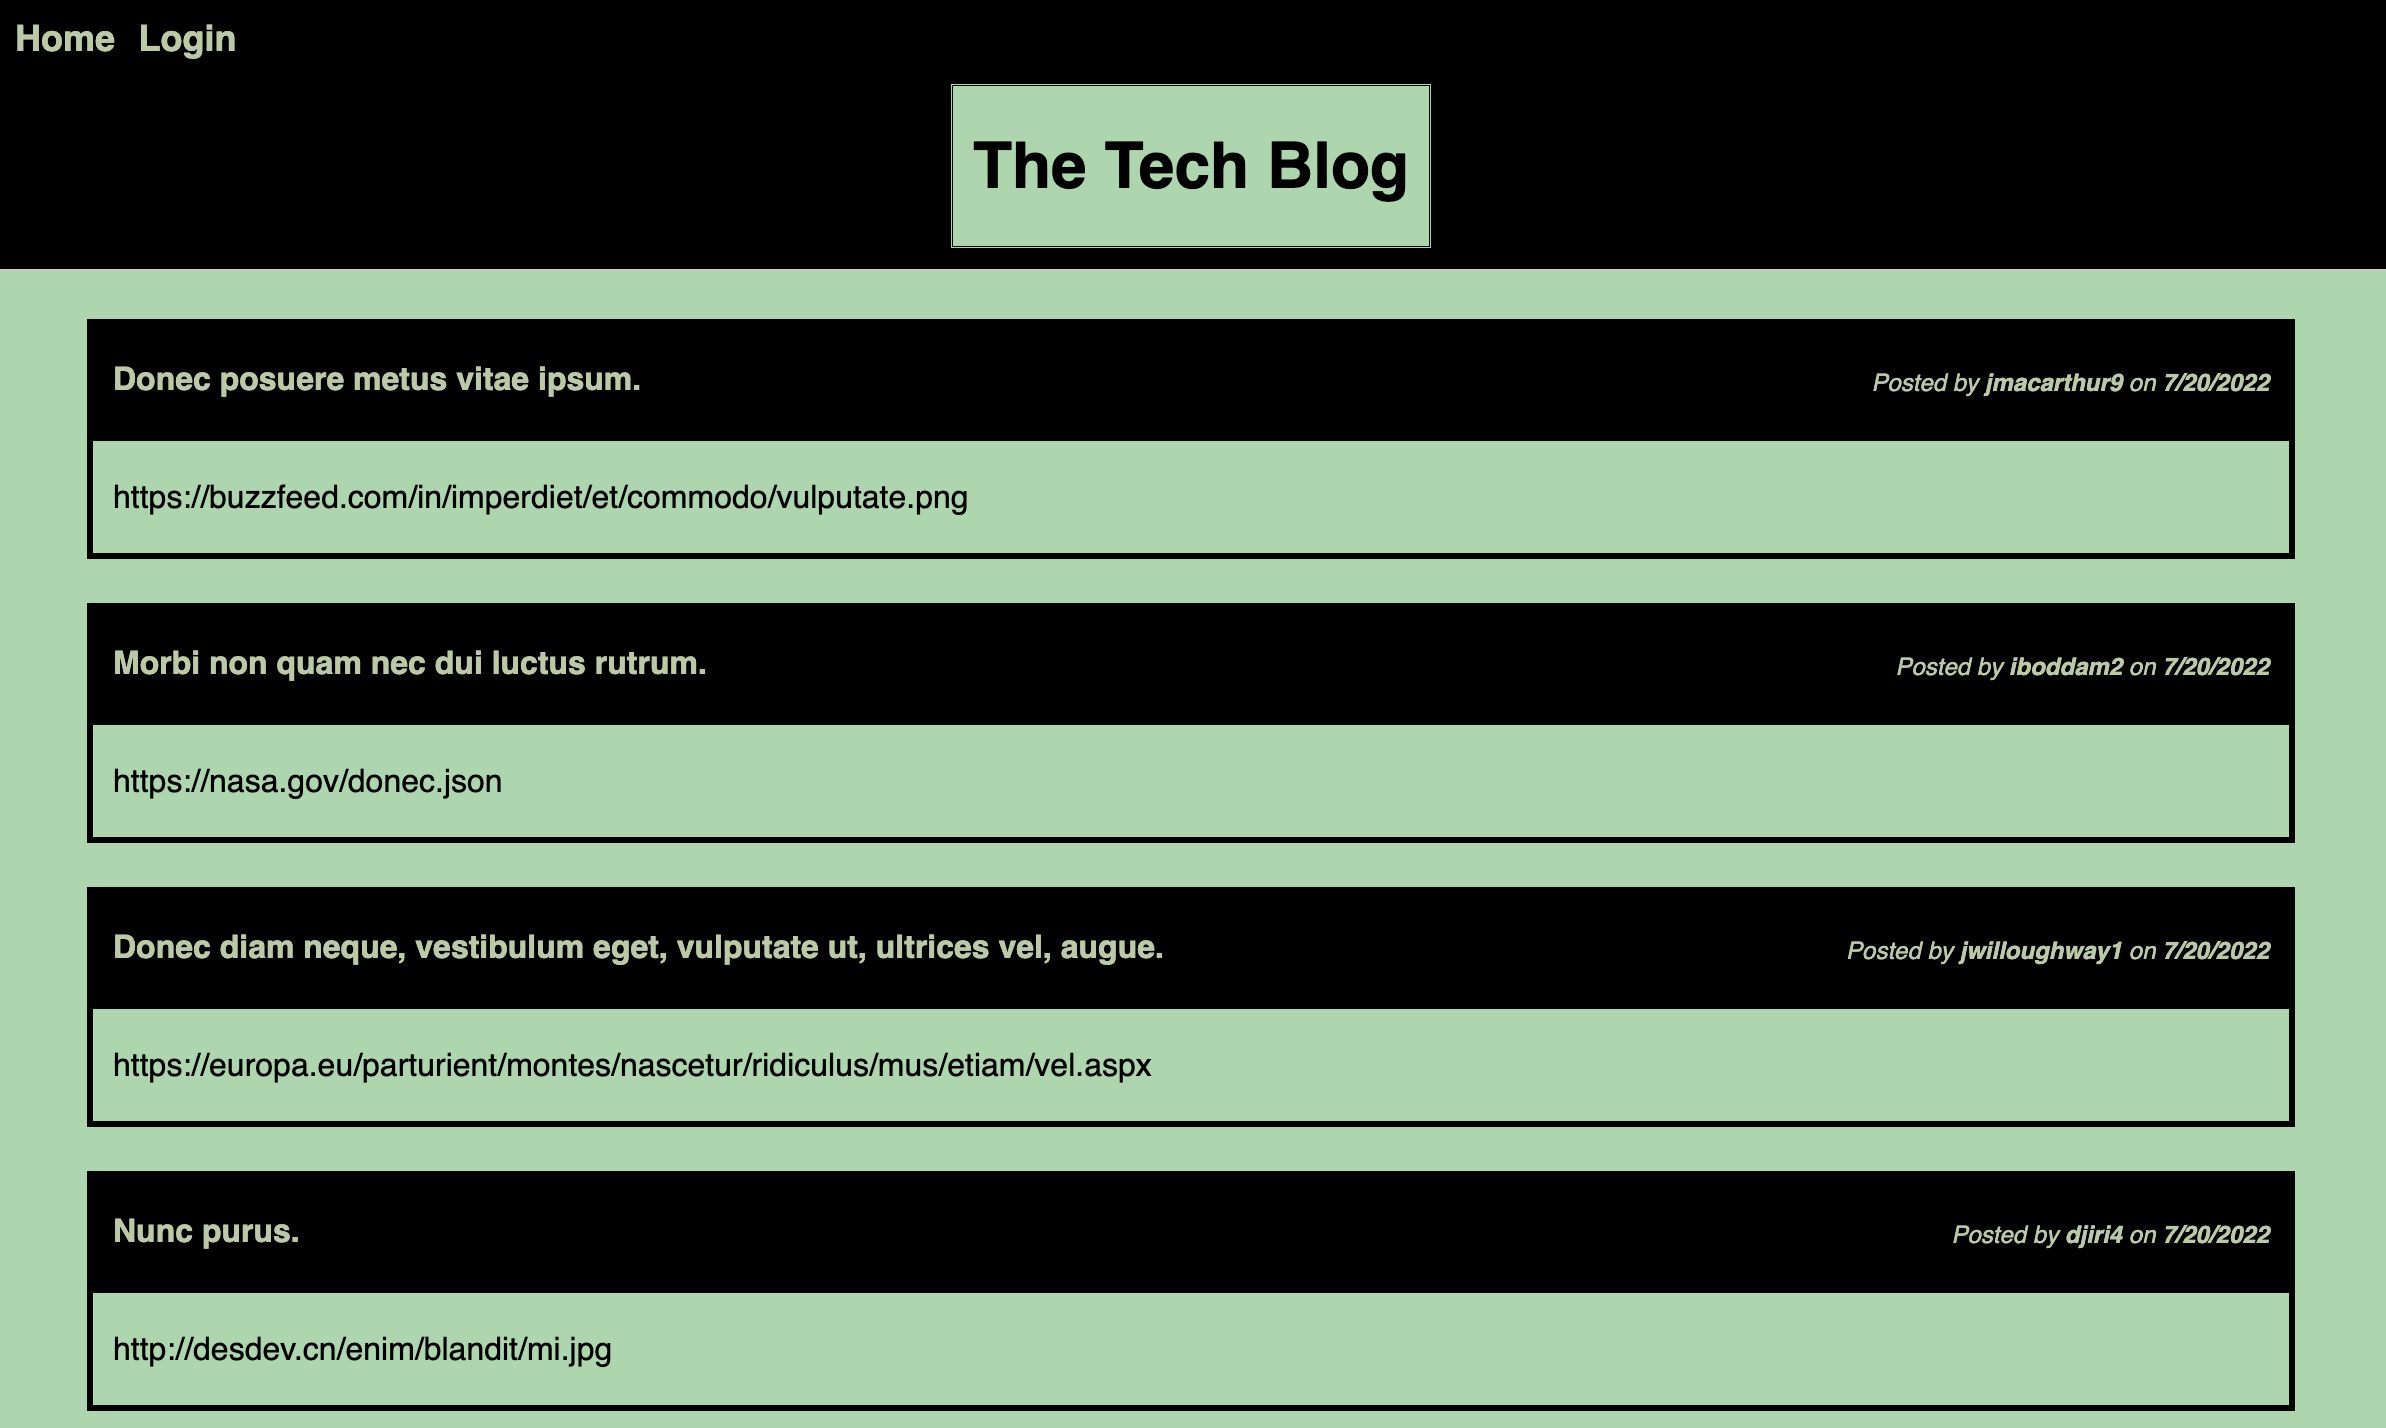 Home Login
The Tech Blog
Donec posuere metus vitae ipsum. Posted by jmacarthur9 on 7/20/2022
https://buzzfeed.com/in/imperdiet/et/commodo/vulputate.png
Morbi non quam nec dui luctus rutrum. Posted by iboddam2 on 7/20/2022
https://nasa.gov/donec.json
Donec diam neque, vestibulum eget, vulputate ut, ultrices vel, augue. Posted by jwilloughway1 on 7/20/2022
https://europa.eu/parturient/montes/nascetur/ridiculus/mus/etiam/vel.aspx
Nunc purus. Posted by djiri4 on 7/20/2022
http://desdev.cn/enim/blandit/mi.jpg